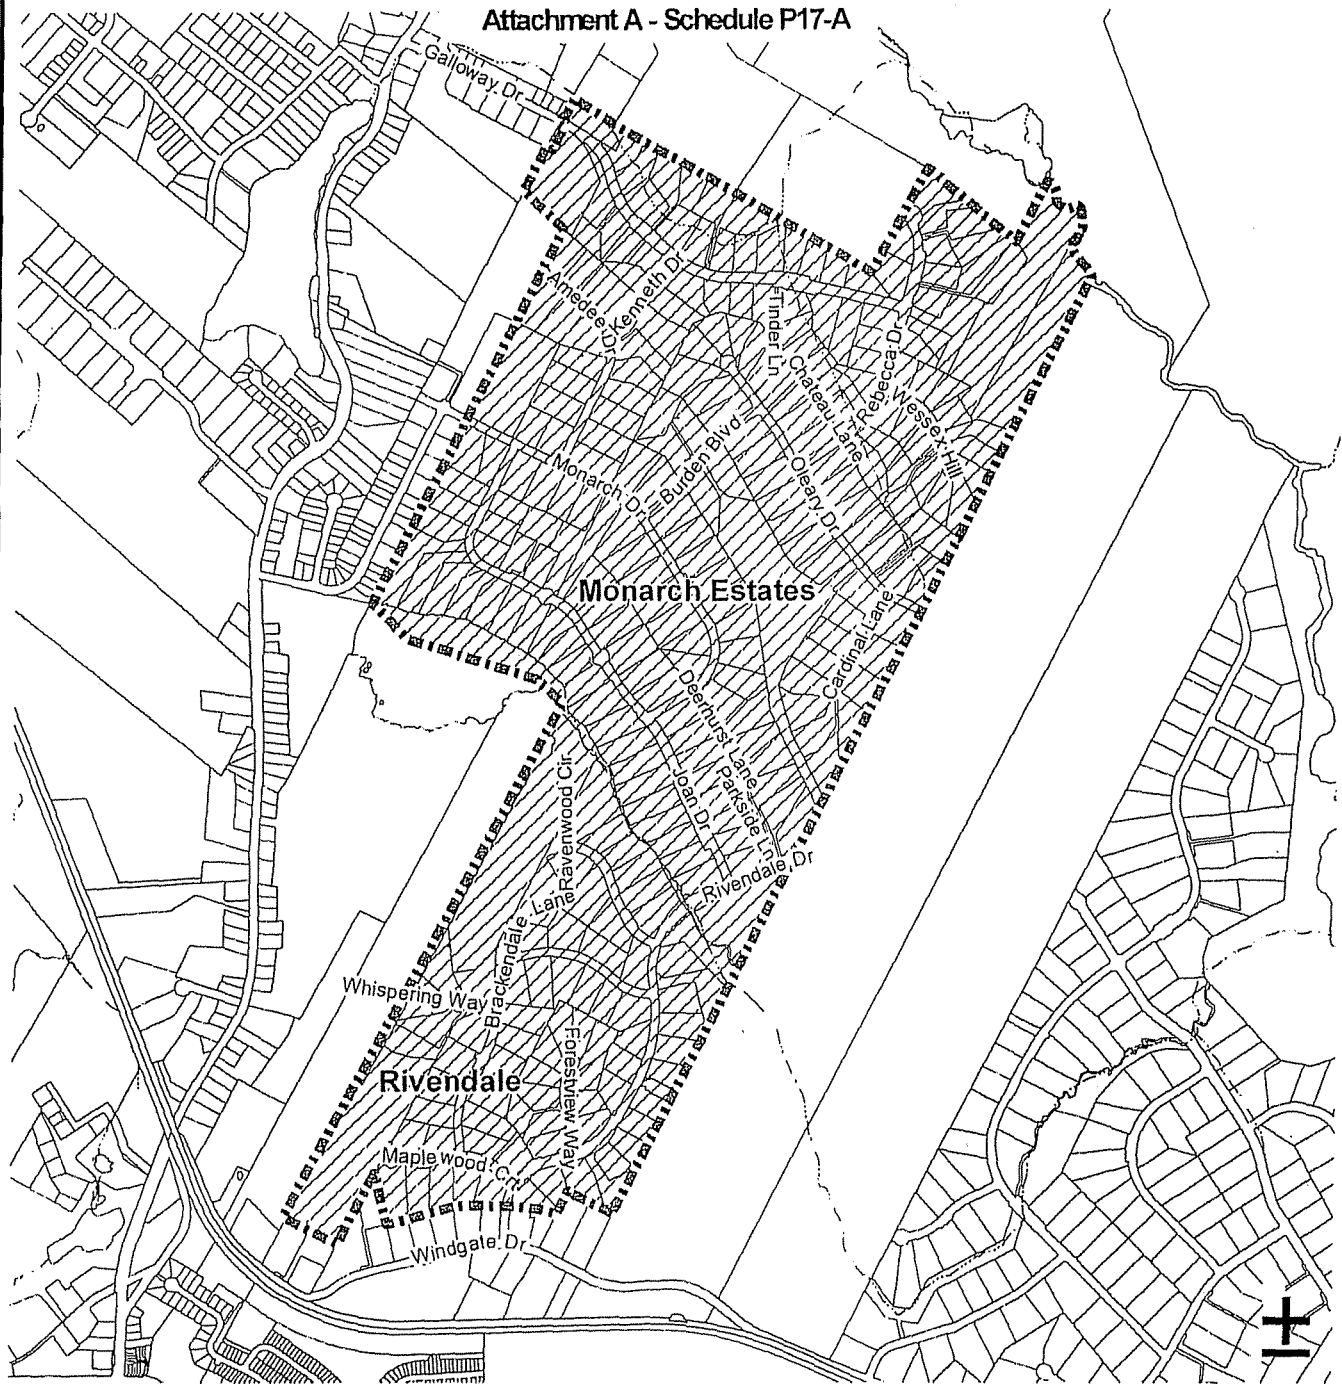 Attachment A - Schedule P17-A
Galloway Dr
Amedee Dr
Kenneth Dr
Tinder Ln
Chateau Lane
Rebecca Dr
Wessex Hill
Burden Blvd
Monarch Dr
Oleary Dr
Monarch Estates
Cardinal Lane
Deerhurst Lane
Parkside Ln
Joan Dr
Ravenwood Cir
Rivendale Dr
Brackendale Lane
Whispering Way
Forestview Way
Rivendale
Maplewood Crt
Windgate Dr